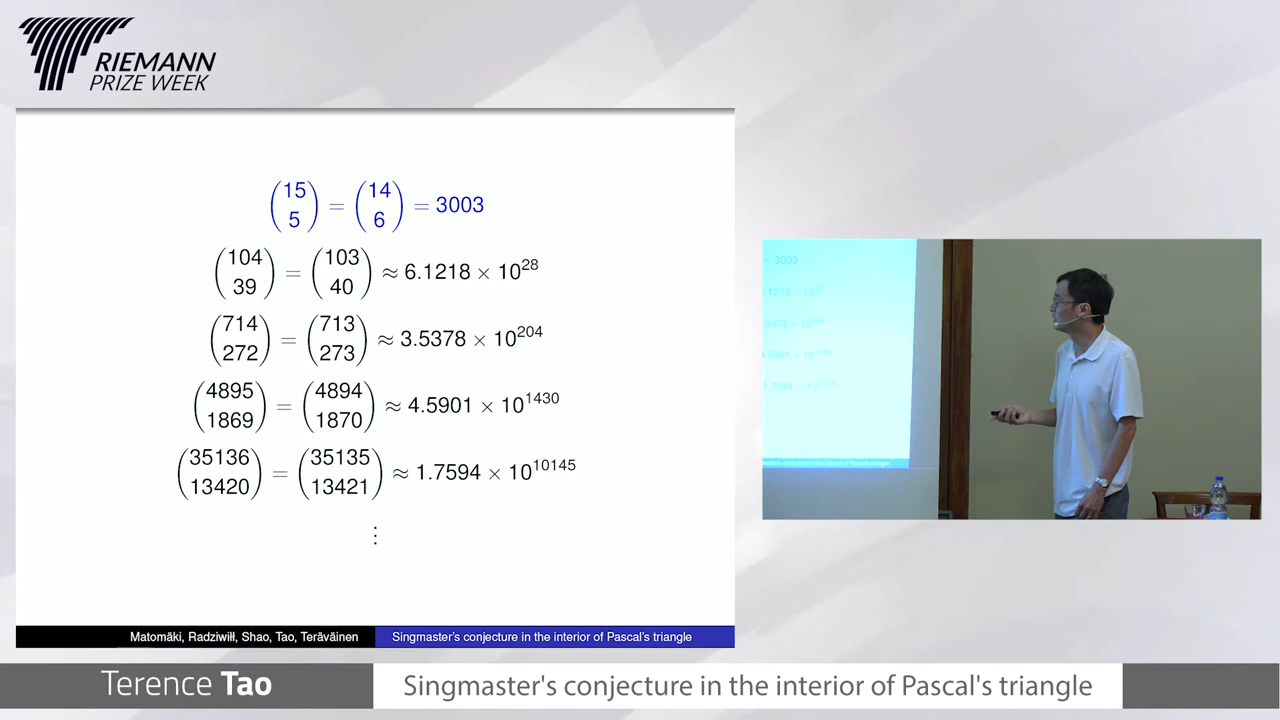 RIEMANN
PRIZE WEEK
(15 5) = (14 6) = 3003
(104 39) = (103 40) ≈ 6.1218 × 10^28
(714 272) = (713 273) ≈ 3.5378 × 10^204
(4895 1869) = (4894 1870) ≈ 4.5901 × 10^1430
(35136 13420) = (35135 13421) ≈ 1.7594 × 10^10145
⋮
= 3003
Matomäki, Radziwiłł, Shao, Tao, Teräväinen
Singmaster's conjecture in the interior of Pascal's triangle
Terence Tao
Singmaster's conjecture in the interior of Pascal's triangle